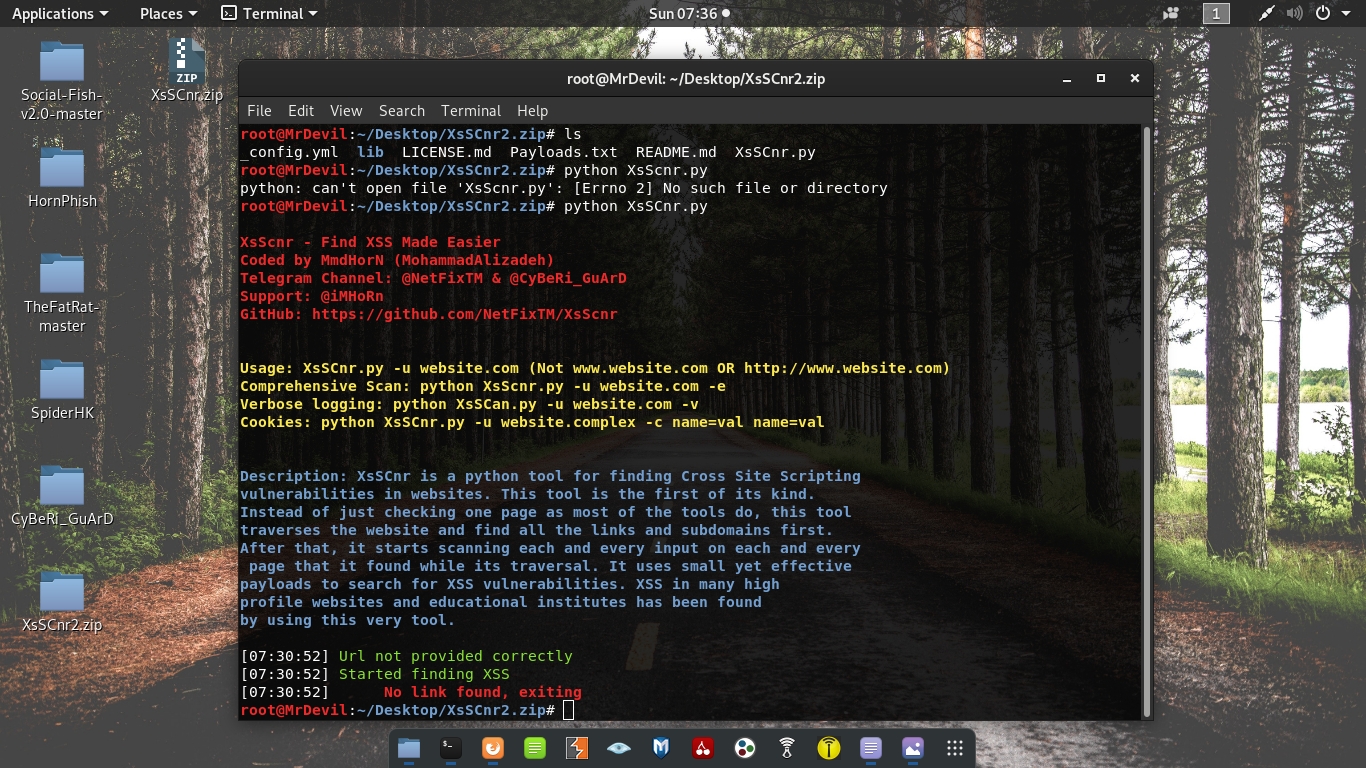 Applications
Places
Terminal
Sun 07:36
1
Social-Fish-
v2.0-master
ZIP
XsSCnr.zip
HornPhish
TheFatRat-
master
SpiderHK
CyBeRi_GuArD
XsSCnr2.zip
root@MrDevil: ~/Desktop/XsSCnr2.zip
File Edit View Search Terminal Help
root@MrDevil:~/Desktop/XsSCnr2.zip# ls
_config.yml lib LICENSE.md Payloads.txt README.md XsSCnr.py
root@MrDevil:~/Desktop/XsSCnr2.zip# python XsScnr.py
python: can't open file 'XsScnr.py': [Errno 2] No such file or directory
root@MrDevil:~/Desktop/XsSCnr2.zip# python XsSCnr.py
XsScnr - Find XSS Made Easier
Coded by MmdHorN (MohammadAlizadeh)
Telegram Channel: @NetFixTM & @CyBeRi_GuArD
Support: @iMHoRn
GitHub: https://github.com/NetFixTM/XsScnr
Usage: XsSCnr.py -u website.com (Not www.website.com OR http://www.website.com)
Comprehensive Scan: python XsScnr.py -u website.com -e
Verbose logging: python XsSCan.py -u website.com -v
Cookies: python XsSCnr.py -u website.complex -c name=val name=val
Description: XsSCnr is a python tool for finding Cross Site Scripting
vulnerabilities in websites. This tool is the first of its kind.
Instead of just checking one page as most of the tools do, this tool
traverses the website and find all the links and subdomains first.
After that, it starts scanning each and every input on each and every
page that it found while its traversal. It uses small yet effective
payloads to search for XSS vulnerabilities. XSS in many high
profile websites and educational institutes has been found
by using this very tool.
[07:30:52] Url not provided correctly
[07:30:52] Started finding XSS
[07:30:52] No link found, exiting
root@MrDevil:~/Desktop/XsSCnr2.zip#